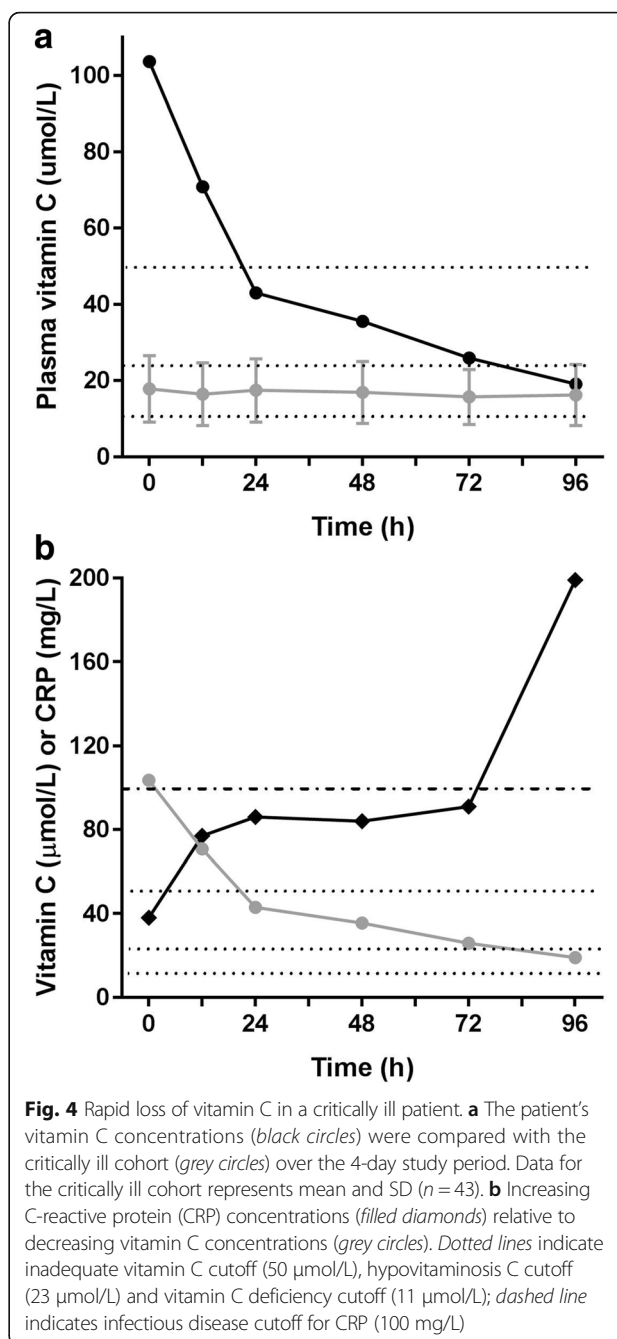 a
Plasma vitamin C (umol/L)
100
80
60
40
20
0
0 24 48 72 96
Time (h)
b
Vitamin C (μmol/L) or CRP (mg/L)
200
160
120
80
40
0
0 24 48 72 96
Time (h)
Fig. 4 Rapid loss of vitamin C in a critically ill patient. a The patient's
vitamin C concentrations (black circles) were compared with the
critically ill cohort (grey circles) over the 4-day study period. Data for
the critically ill cohort represents mean and SD (n = 43). b Increasing
C-reactive protein (CRP) concentrations (filled diamonds) relative to
decreasing vitamin C concentrations (grey circles). Dotted lines indicate
inadequate vitamin C cutoff (50 μmol/L), hypovitaminosis C cutoff
(23 μmol/L) and vitamin C deficiency cutoff (11 μmol/L); dashed line
indicates infectious disease cutoff for CRP (100 mg/L)